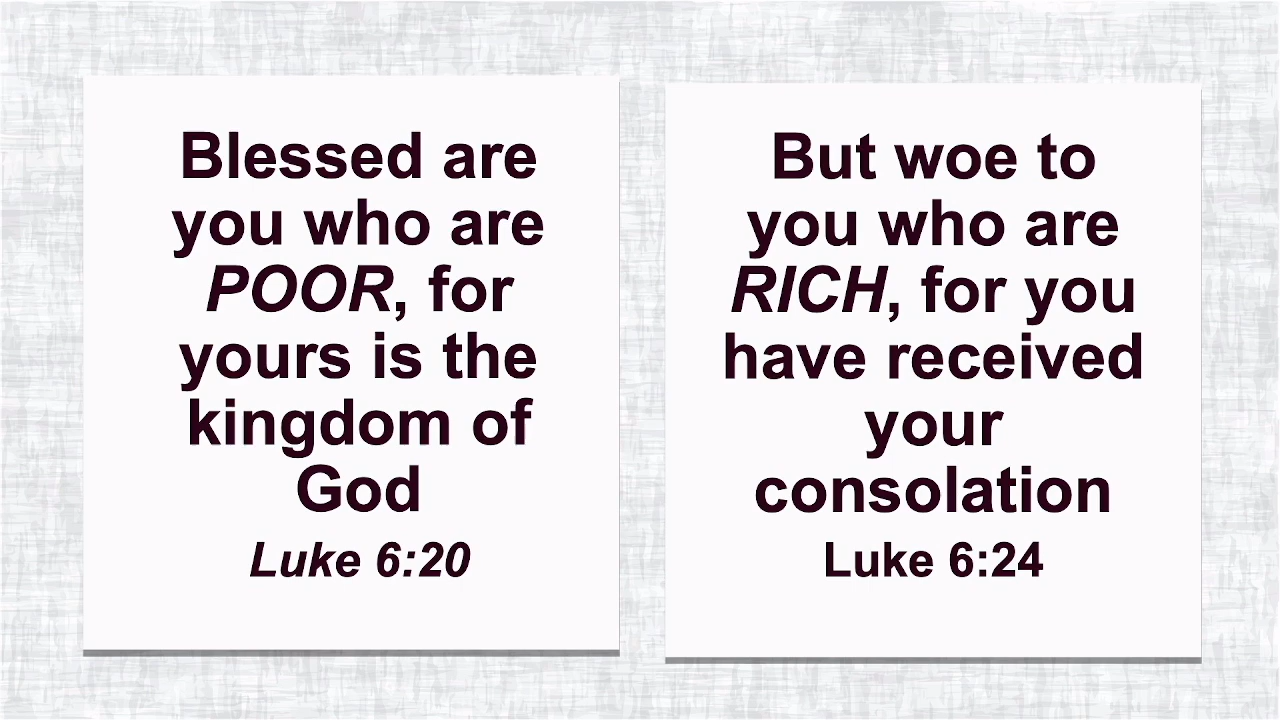 Blessed are
you who are
POOR, for
yours is the
kingdom of
God
Luke 6:20
But woe to
you who are
RICH, for you
have received
your
consolation
Luke 6:24